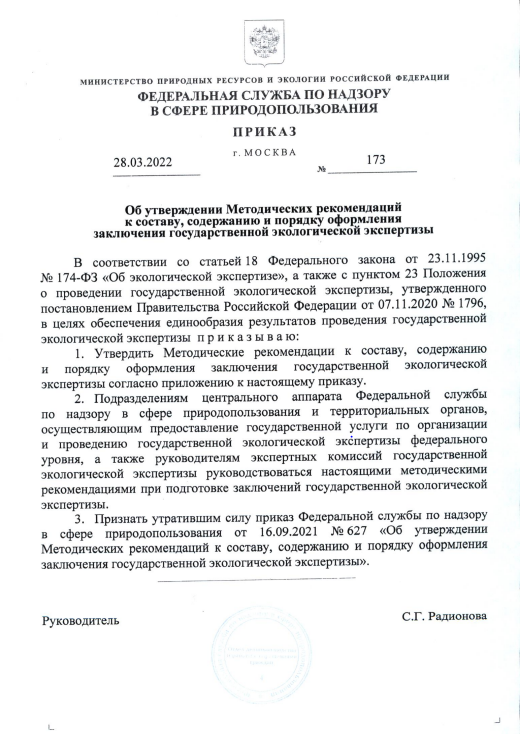 МИНИСТЕРСТВО ПРИРОДНЫХ РЕСУРСОВ И ЭКОЛОГИИ РОССИЙСКОЙ ФЕДЕРАЦИИ
ФЕДЕРАЛЬНАЯ СЛУЖБА ПО НАДЗОРУ
В СФЕРЕ ПРИРОДОПОЛЬЗОВАНИЯ
ПРИКАЗ
г. МОСКВА
28.03.2022
№ 173
Об утверждении Методических рекомендаций
к составу, содержанию и порядку оформления
заключения государственной экологической экспертизы
В соответствии со статьей 18 Федерального закона от 23.11.1995
№ 174-ФЗ «Об экологической экспертизе», а также с пунктом 23 Положения
о проведении государственной экологической экспертизы, утвержденного
постановлением Правительства Российской Федерации от 07.11.2020 № 1796,
в целях обеспечения единообразия результатов проведения государственной
экологической экспертизы п р и к а з ы в а ю:
1. Утвердить Методические рекомендации к составу, содержанию
и порядку оформления заключения государственной экологической
экспертизы согласно приложению к настоящему приказу.
2. Подразделениям центрального аппарата Федеральной службы
по надзору в сфере природопользования и территориальных органов,
осуществляющим предоставление государственной услуги по организации
и проведению государственной экологической экспертизы федерального
уровня, а также руководителям экспертных комиссий государственной
экологической экспертизы руководствоваться настоящими методическими
рекомендациями при подготовке заключений государственной экологической
экспертизы.
3. Признать утратившим силу приказ Федеральной службы по надзору
в сфере природопользования от 16.09.2021 № 627 «Об утверждении
Методических рекомендаций к составу, содержанию и порядку оформления
заключения государственной экологической экспертизы».
Руководитель
С.Г. Радионова